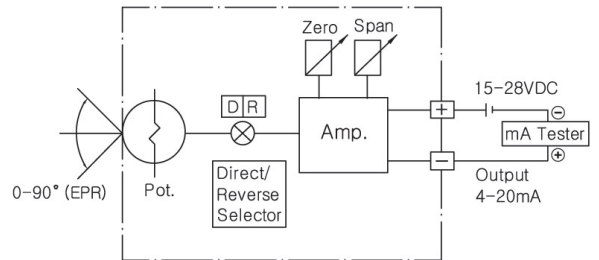 Zero Span
D R
Amp.
+
−
15-28VDC
⊖
mA Tester
⊕
Output
4-20mA
0-90° (EPR)
Pot.
Direct/
Reverse
Selector